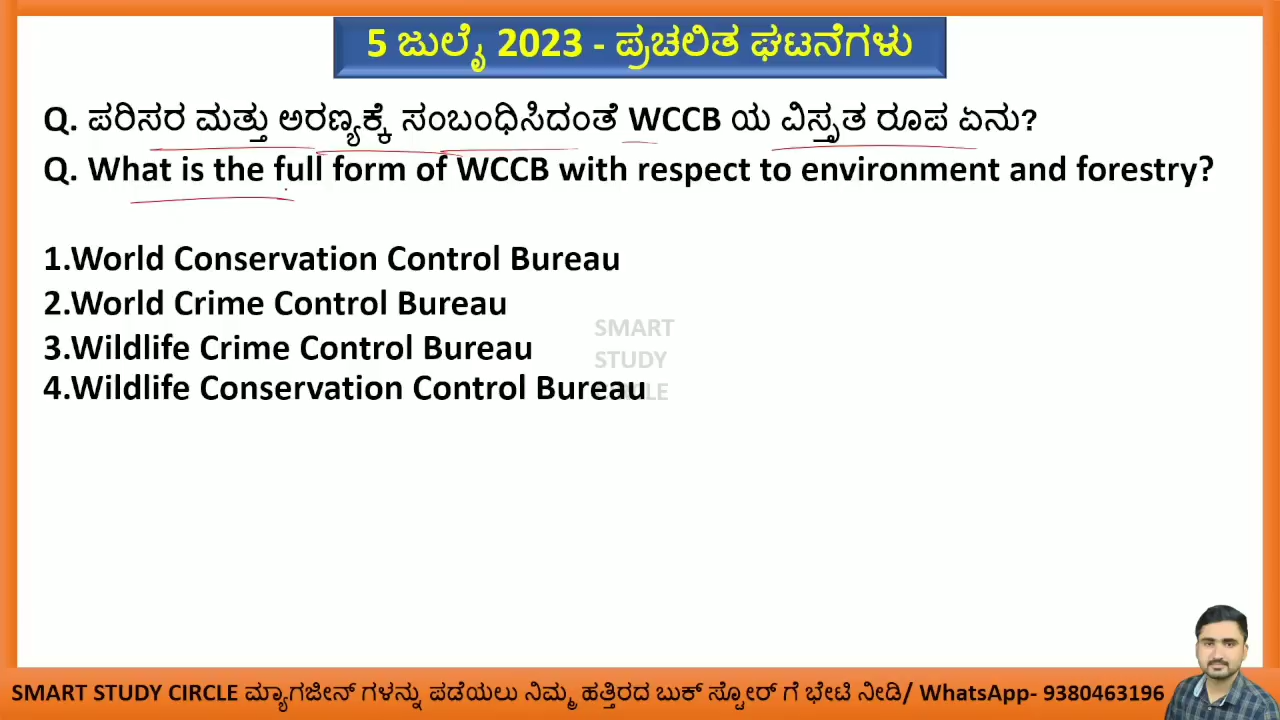 5 ಜುಲೈ 2023 - ಪ್ರಚಲಿತ ಘಟನೆಗಳು
Q. ಪರಿಸರ ಮತ್ತು ಅರಣ್ಯಕ್ಕೆ ಸಂಬಂಧಿಸಿದಂತೆ WCCB ಯ ವಿಸ್ತೃತ ರೂಪ ಏನು?
Q. What is the full form of WCCB with respect to environment and forestry?
1.World Conservation Control Bureau
2.World Crime Control Bureau
3.Wildlife Crime Control Bureau
4.Wildlife Conservation Control Bureau
SMART
STUDY
SMART STUDY CIRCLE ಮ್ಯಾಗಜೀನ್ ಗಳನ್ನು ಪಡೆಯಲು ನಿಮ್ಮ ಹತ್ತಿರದ ಬುಕ್ ಸ್ಟೋರ್ ಗೆ ಭೇಟಿ ನೀಡಿ/ WhatsApp- 9380463196